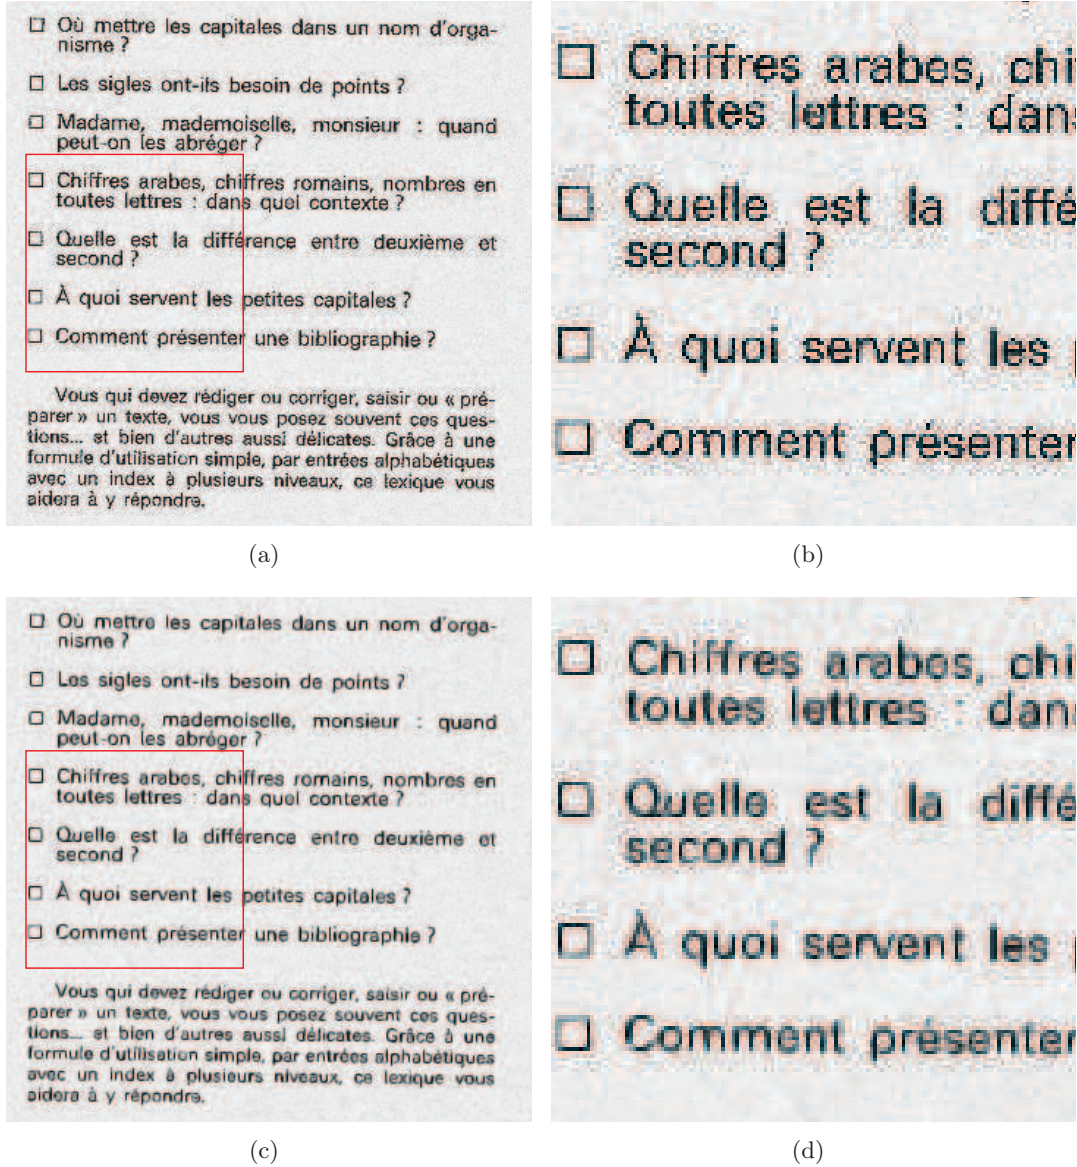 ☐ Où mettre les capitales dans un nom d'orga-
nisme ?
☐ Les sigles ont-ils besoin de points ?
☐ Madame, mademoiselle, monsieur : quand
peut-on les abréger ?
☐ Chiffres arabes, chiffres romains, nombres en
toutes lettres : dans quel contexte ?
☐ Quelle est la différence entre deuxième et
second ?
☐ À quoi servent les petites capitales ?
☐ Comment présenter une bibliographie ?
Vous qui devez rédiger ou corriger, saisir ou « pré-
parer » un texte, vous vous posez souvent ces ques-
tions... et bien d'autres aussi délicates. Grâce à une
formule d'utilisation simple, par entrées alphabétiques
avec un index à plusieurs niveaux, ce lexique vous
aidera à y répondre.
(a)
☐ Chiffres arabes, chi
toutes lettres : dans
☐ Quelle est la diffé
second ?
☐ À quoi servent les
☐ Comment présenter
(b)
☐ Où mettre les capitales dans un nom d'orga-
nisme ?
☐ Les sigles ont-ils besoin de points ?
☐ Madame, mademoiselle, monsieur : quand
peut-on les abréger ?
☐ Chiffres arabes, chiffres romains, nombres en
toutes lettres : dans quel contexte ?
☐ Quelle est la différence entre deuxième et
second ?
☐ À quoi servent les petites capitales ?
☐ Comment présenter une bibliographie ?
Vous qui devez rédiger ou corriger, saisir ou « pré-
parer » un texte, vous vous posez souvent ces ques-
tions... et bien d'autres aussi délicates. Grâce à une
formule d'utilisation simple, par entrées alphabétiques
avec un index à plusieurs niveaux, ce lexique vous
aidera à y répondre.
(c)
☐ Chiffres arabes, chi
toutes lettres : dans
☐ Quelle est la diffé
second ?
☐ À quoi servent les
☐ Comment présenter
(d)